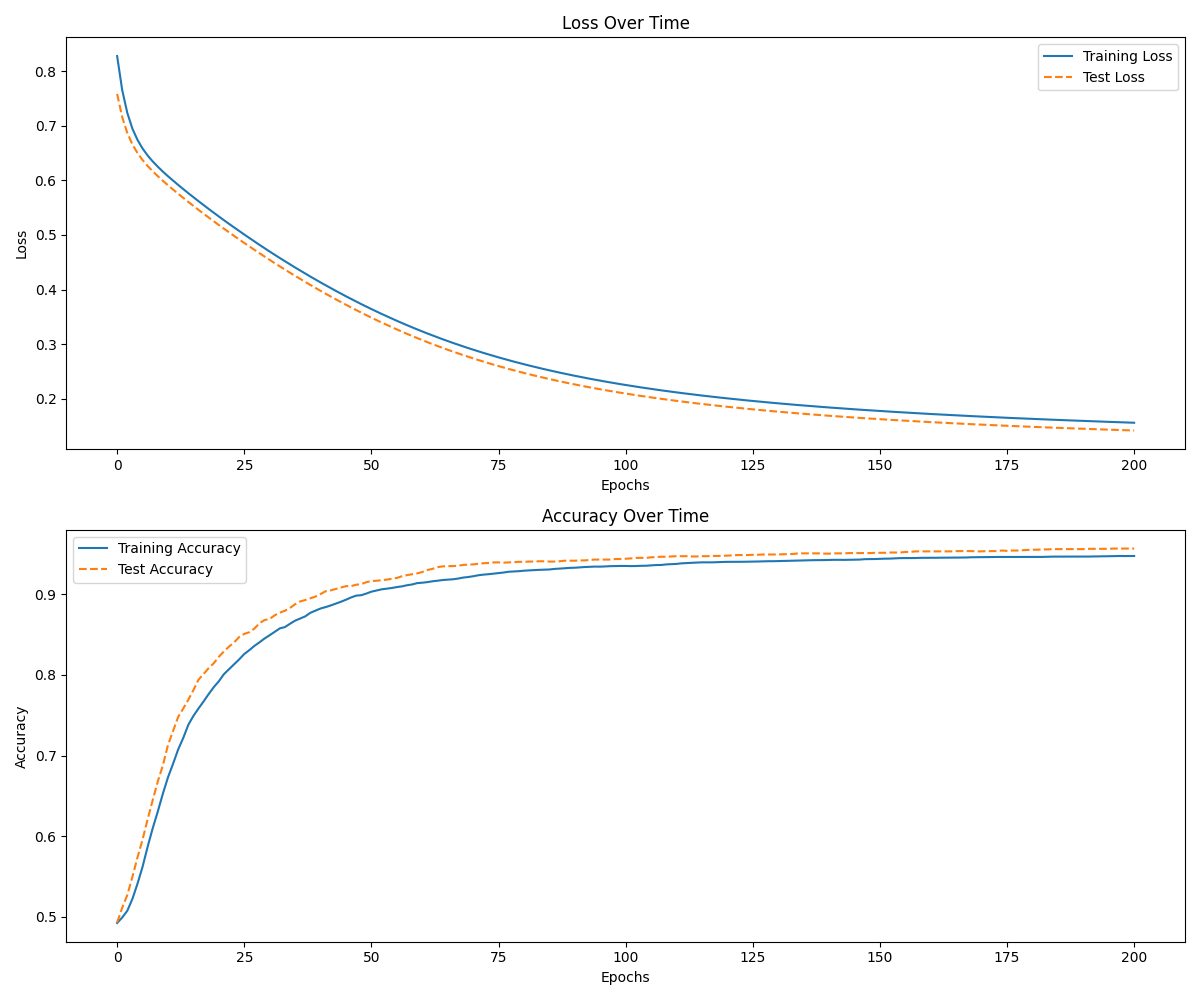 Loss Over Time
Training Loss
Test Loss
0.8
0.7
0.6
0.5
0.4
0.3
0.2
Loss
0 25 50 75 100 125 150 175 200
Epochs
Accuracy Over Time
Training Accuracy
Test Accuracy
0.9
0.8
0.7
0.6
0.5
Accuracy
0 25 50 75 100 125 150 175 200
Epochs